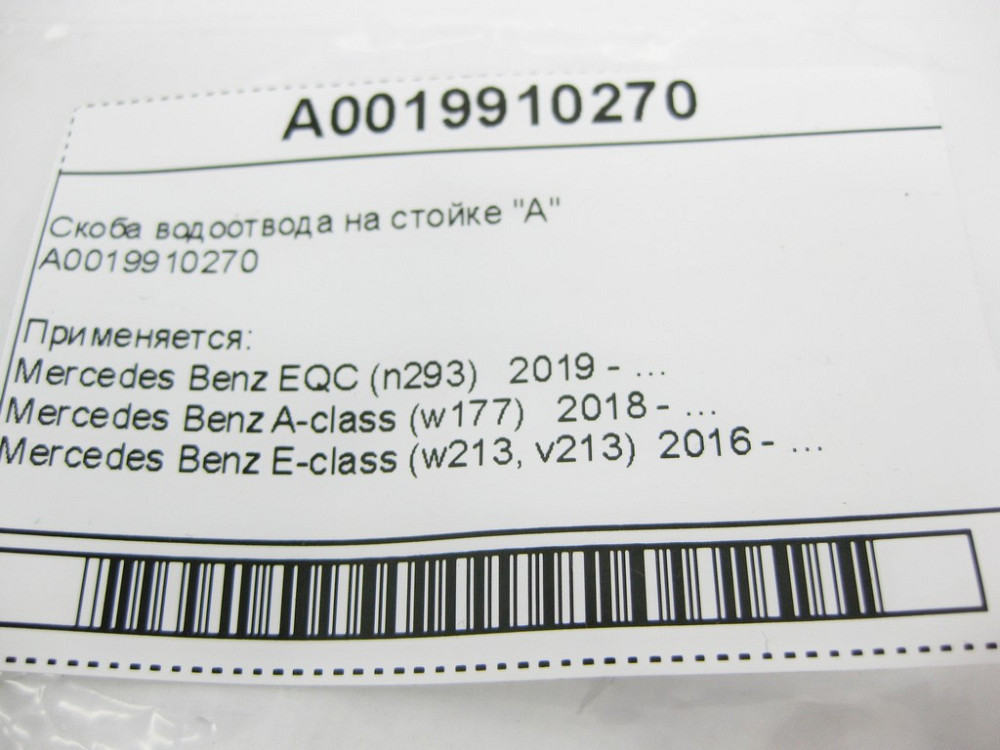 A0019910270
Скоба водоотвода на стойке "А"
A0019910270
Применяется:
Mercedes Benz EQC (n293) 2019 - ...
Mercedes Benz A-class (w177) 2018 - ...
Mercedes Benz E-class (w213, v213) 2016 - ...